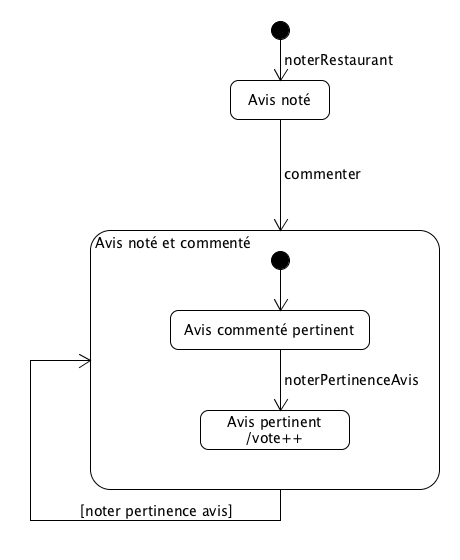 noterRestaurant
Avis noté
commenter
Avis noté et commenté
Avis commenté pertinent
noterPertinenceAvis
Avis pertinent
/vote++
[noter pertinence avis]